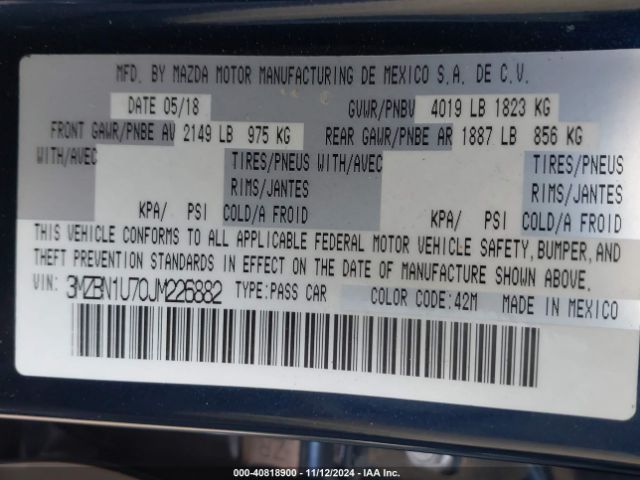 MFD. BY MAZDA MOTOR MANUFACTURING DE MEXICO S.A. DE C.V.
DATE 05/18 GVWR/PNBV 4019 LB 1823 KG
FRONT GAWR/PNBE AV 2149 LB 975 KG REAR GAWR/PNBE AR 1887 LB 856 KG
WITH/AVEC TIRES/PNEUS WITH/AVEC TIRES/PNEUS
RIMS/JANTES RIMS/JANTES
KPA/ PSI COLD/A FROID KPA/ PSI COLD/A FROID
THIS VEHICLE CONFORMS TO ALL APPLICABLE FEDERAL MOTOR VEHICLE SAFETY, BUMPER, AND
THEFT PREVENTION STANDARDS IN EFFECT ON THE DATE OF MANUFACTURE SHOWN ABOVE.
VIN: 3MZBN1U70JM226882 TYPE:PASS CAR COLOR CODE:42M MADE IN MEXICO
000-40818900 - 11/12/2024 - IAA Inc.